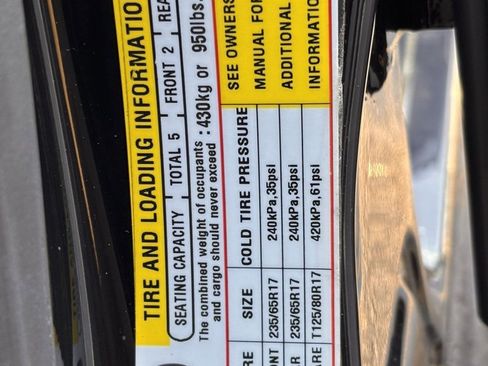 TIRE AND LOADING INFORMATIO
SEATING CAPACITY TOTAL 5 FRONT 2 REA
The combined weight of occupants : 430kg or 950lbs.
and cargo should never exceed
RE SIZE COLD TIRE PRESSURE SEE OWNERS
NT 235/65R17 240kPa,35psi MANUAL FOR
R 235/65R17 240kPa,35psi ADDITIONAL
ARE T125/80R17 420kPa,61psi INFORMATION